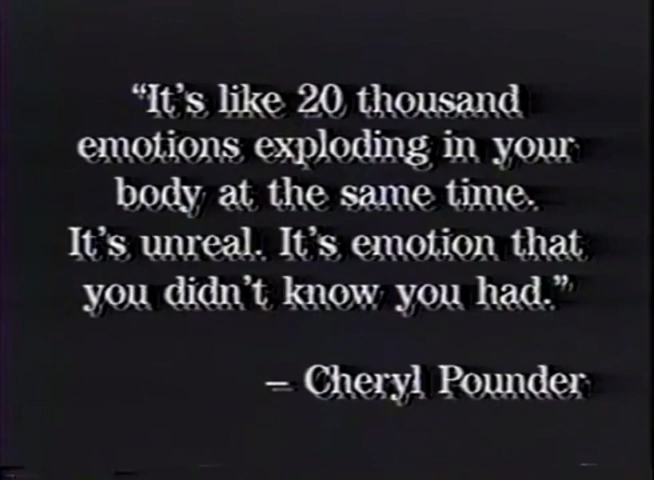 “It’s like 20 thousand
emotions exploding in your
body at the same time.
It’s unreal. It’s emotion that
you didn’t know you had.”
– Cheryl Pounder